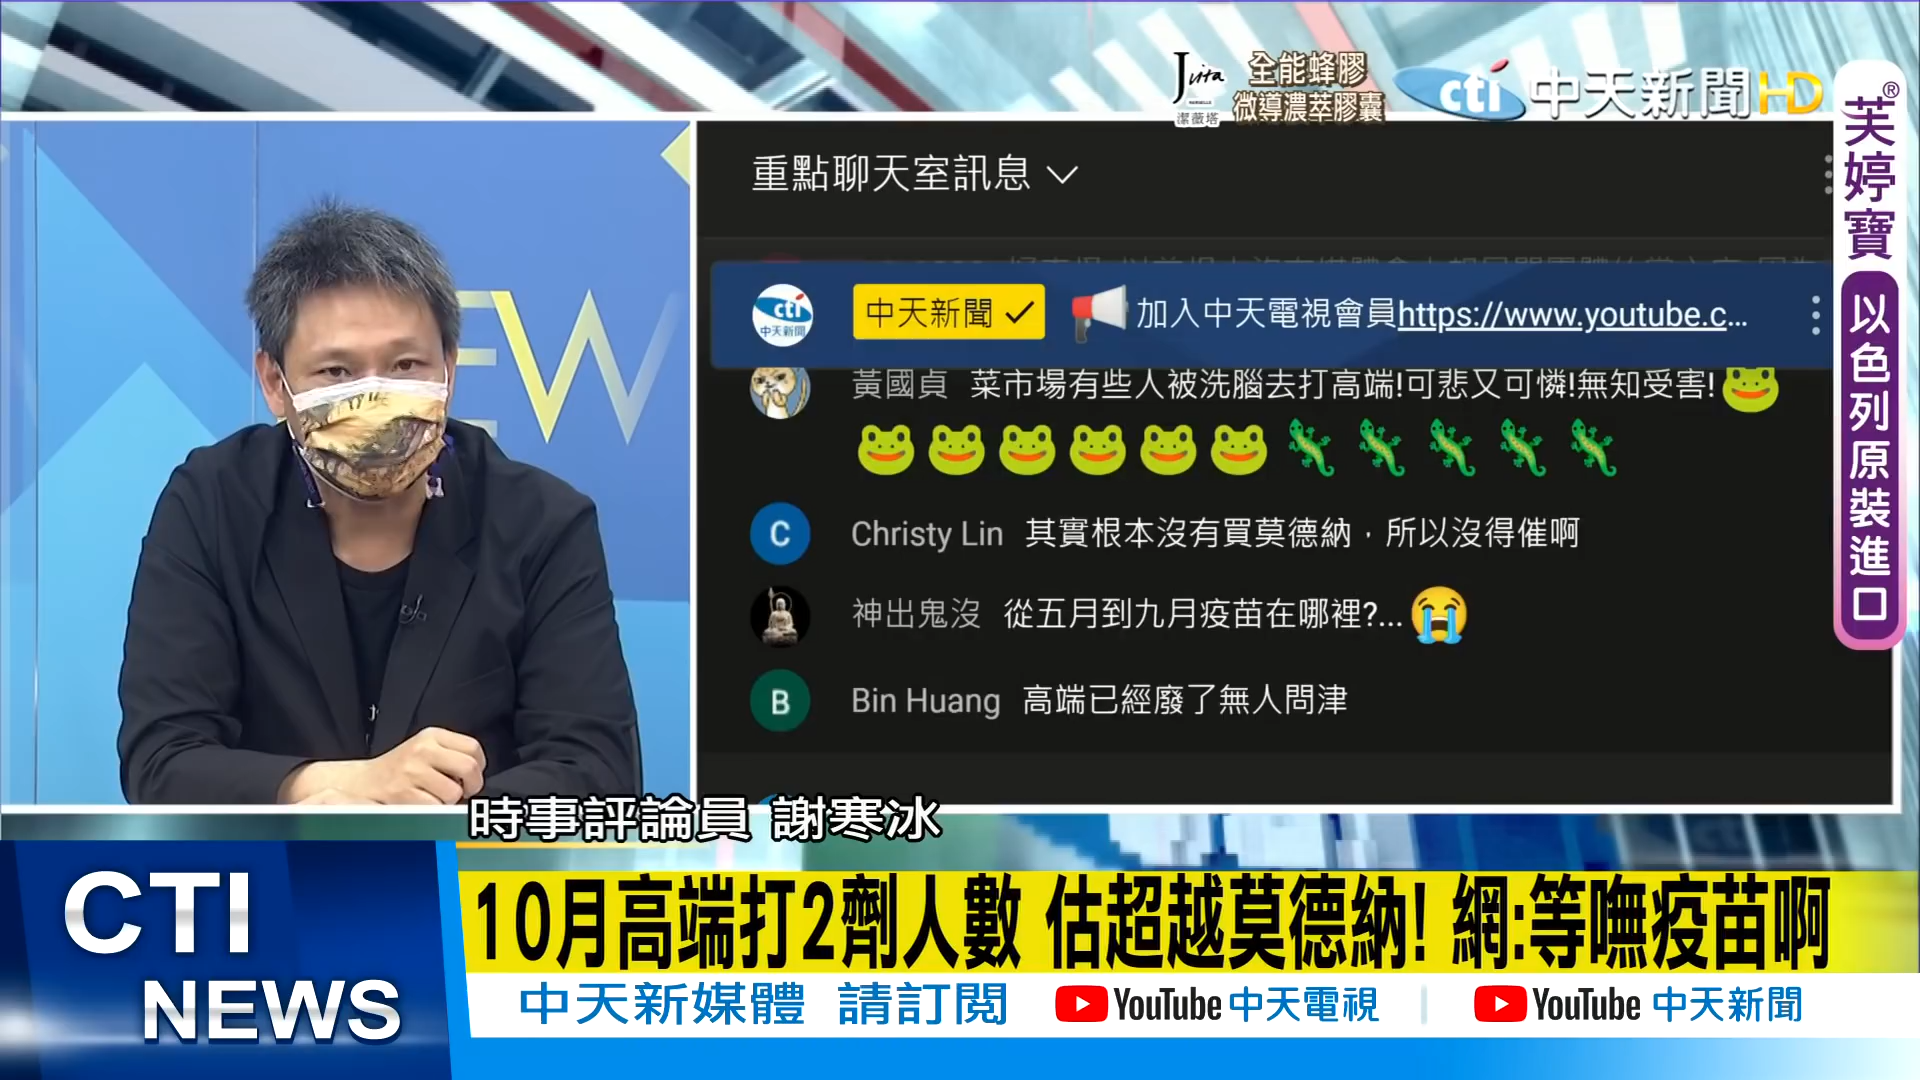 Jvita
MARSEILLE
潔薇塔
全能蜂膠
微導濃萃膠囊
cti 中天新聞HD
芙婷寶®
以色列原裝進口
EW
重點聊天室訊息
cti
中天新聞
中天新聞 📢加入中天電視會員https://www.youtube.c...
黃國貞 菜市場有些人被洗腦去打高端!可悲又可憐!無知受害!🐸
🐸🐸🐸🐸🐸🐸🦎🦎🦎🦎🦎
C Christy Lin 其實根本沒有買莫德納，所以沒得催啊
神出鬼沒 從五月到九月疫苗在哪裡?...😭
B Bin Huang 高端已經廢了無人問津
時事評論員 謝寒冰
CTI
NEWS
10月高端打2劑人數 估超越莫德納! 網:等嘸疫苗啊
中天新媒體 請訂閱 YouTube 中天電視 | YouTube 中天新聞